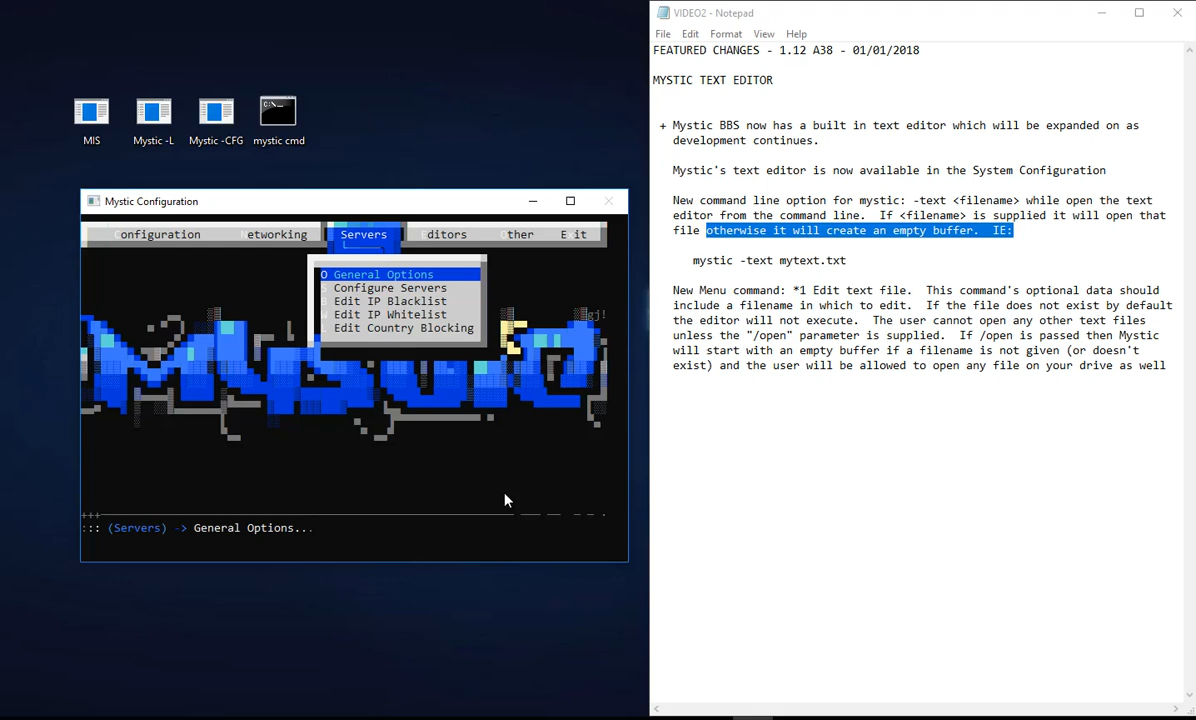 MIS
Mystic -L
Mystic -CFG
mystic cmd
Mystic Configuration
onfiguration etworking Servers ditors ther E it
O General Options
Configure Servers
Edit IP Blacklist
Edit IP Whitelist
Edit Country Blocking
gj!
::: (Servers) -> General Options...
VIDEO2 - Notepad
File Edit Format View Help
FEATURED CHANGES - 1.12 A38 - 01/01/2018
MYSTIC TEXT EDITOR
+ Mystic BBS now has a built in text editor which will be expanded on as
development continues.
Mystic's text editor is now available in the System Configuration
New command line option for mystic: -text <filename> while open the text
editor from the command line.  If <filename> is supplied it will open that
file otherwise it will create an empty buffer.  IE:
mystic -text mytext.txt
New Menu command: *1 Edit text file.  This command's optional data should
include a filename in which to edit.  If the file does not exist by default
the editor will not execute.  The user cannot open any other text files
unless the "/open" parameter is supplied.  If /open is passed then Mystic
will start with an empty buffer if a filename is not given (or doesn't
exist) and the user will be allowed to open any file on your drive as well